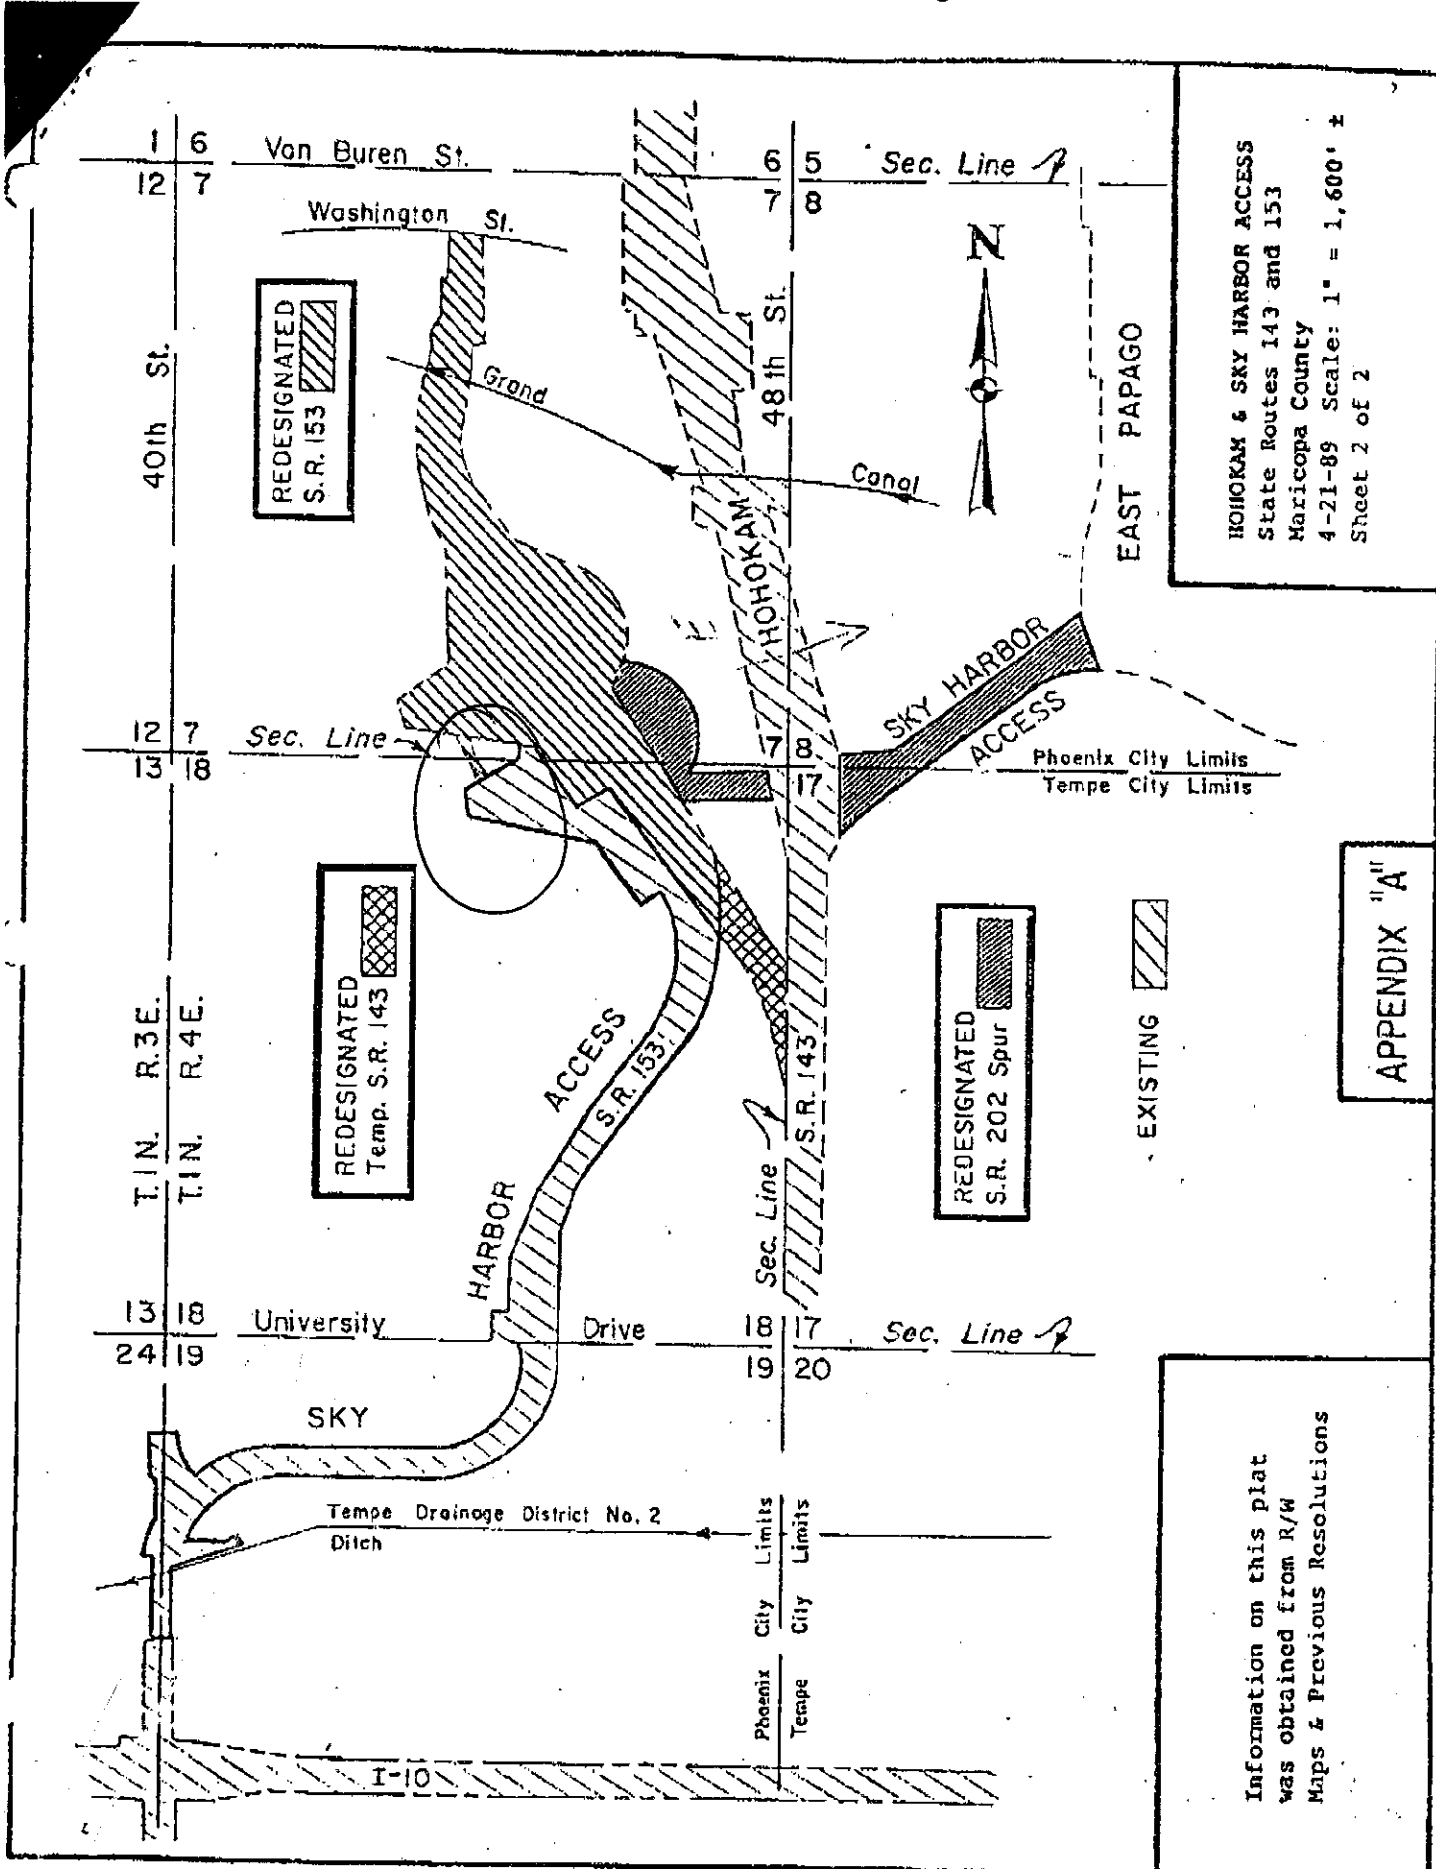 1 6
12 7
Van Buren St.
6 5
7 8
Sec. Line
Washington St.
40th St.
REDESIGNATED
S.R. 153
Grand
Canal
48th St.
N
HOHOKAM
EAST PAPAGO
HOHOKAM & SKY HARBOR ACCESS
State Routes 143 and 153
Maricopa County
4-21-89 Scale: 1" = 1,600' ±
Sheet 2 of 2
12 7
13 18
Sec. Line
7 8
17
SKY HARBOR
ACCESS
Phoenix City Limits
Tempe City Limits
REDESIGNATED
Temp. S.R. 143
T.1N. R.3E.
T.1N. R.4E.
ACCESS
S.R. 153
HARBOR
S.R. 143
Sec. Line
REDESIGNATED
S.R. 202 Spur
EXISTING
APPENDIX "A"
13 18
24 19
University Drive
18 17
19 20
Sec. Line
SKY
Tempe Drainage District No. 2
Ditch
Phoenix City Limits
Tempe City Limits
I-10
Information on this plat
was obtained from R/W
Maps & Previous Resolutions